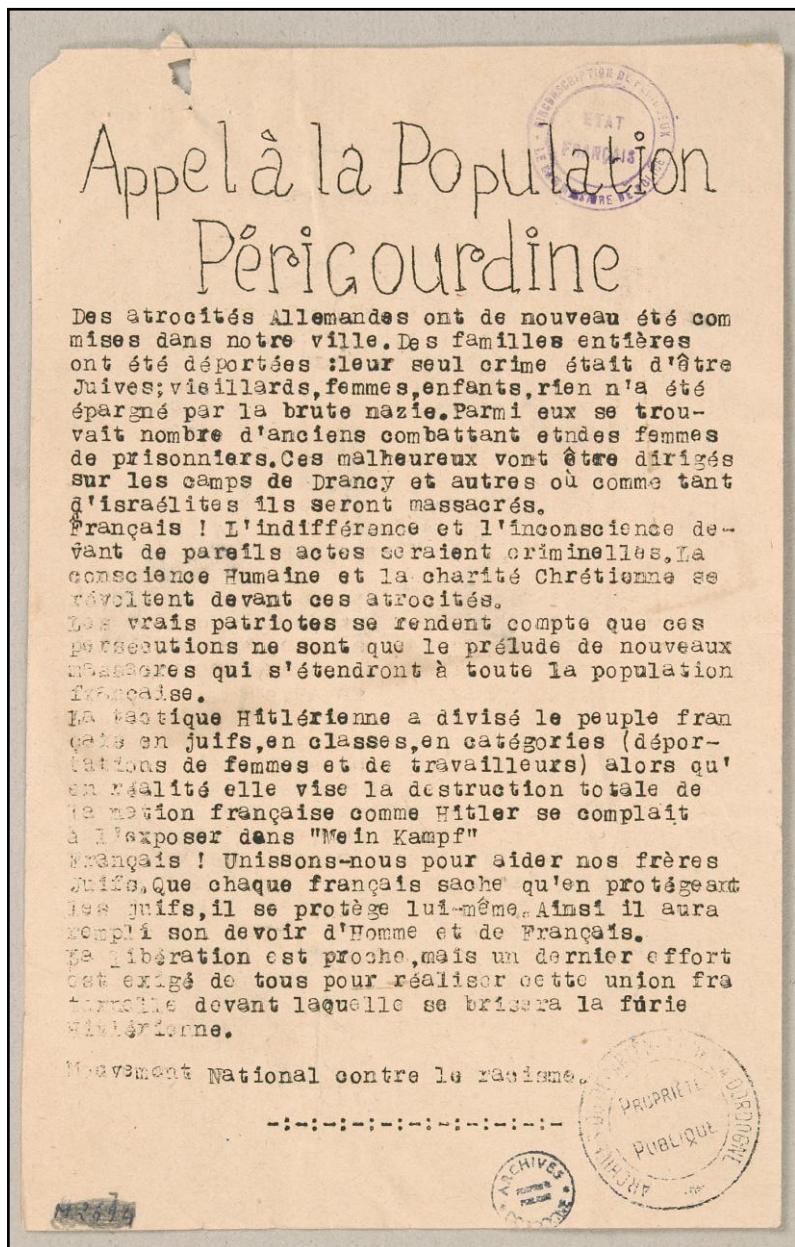 CIRCONSCRIPTION DE PÉRIGUEUX
ETAT
FRANÇAIS
Appel à la Population
Périgourdine
Des atrocités Allemandes ont de nouveau été com
mises dans notre ville.Des familles entières
ont été déportées :leur seul crime était d'être
Juives;vieillards,femmes,enfants,rien n'a été
épargné par la brute nazie.Parmi eux se trou-
vait nombre d'anciens combattant etndes femmes
de prisonniers.Ces malheureux vont être dirigés
sur les camps de Drancy et autres où comme tant
d'israélites ils seront massacrés.
Français ! L'indifférence et l'inconscience de-
vant de pareils actes seraient criminelles.La
conscience Humaine et la charité Chrétienne se
révoltent devant ces atrocités.
Les vrais patriotes se rendent compte que ces
persécutions ne sont que le prélude de nouveaux
massacres qui s'étendront à toute la population
française.
La tactique Hitlérienne a divisé le peuple fran
çais en juifs,en classes,en catégories (dépor-
tations de femmes et de travailleurs) alors qu'
en réalité elle vise la destruction totale de
la nation française comme Hitler se complait
à l'exposer dans "Mein Kampf"
Français ! Unissons-nous pour aider nos frères
Juifs.Que chaque français sache qu'en protégeant
les juifs,il se protège lui-même.Ainsi il aura
rempli son devoir d'Homme et de Français.
La libération est proche,mais un dernier effort
est exigé de tous pour réaliser cette union fra
ternelle devant laquelle se brisera la furie
Hitlérienne.
Mouvement National contre le racisme.
-:-:-:-:-:-:-:-:-:-
PROPRIÉTÉ
PUBLIQUE
ARCHIVES